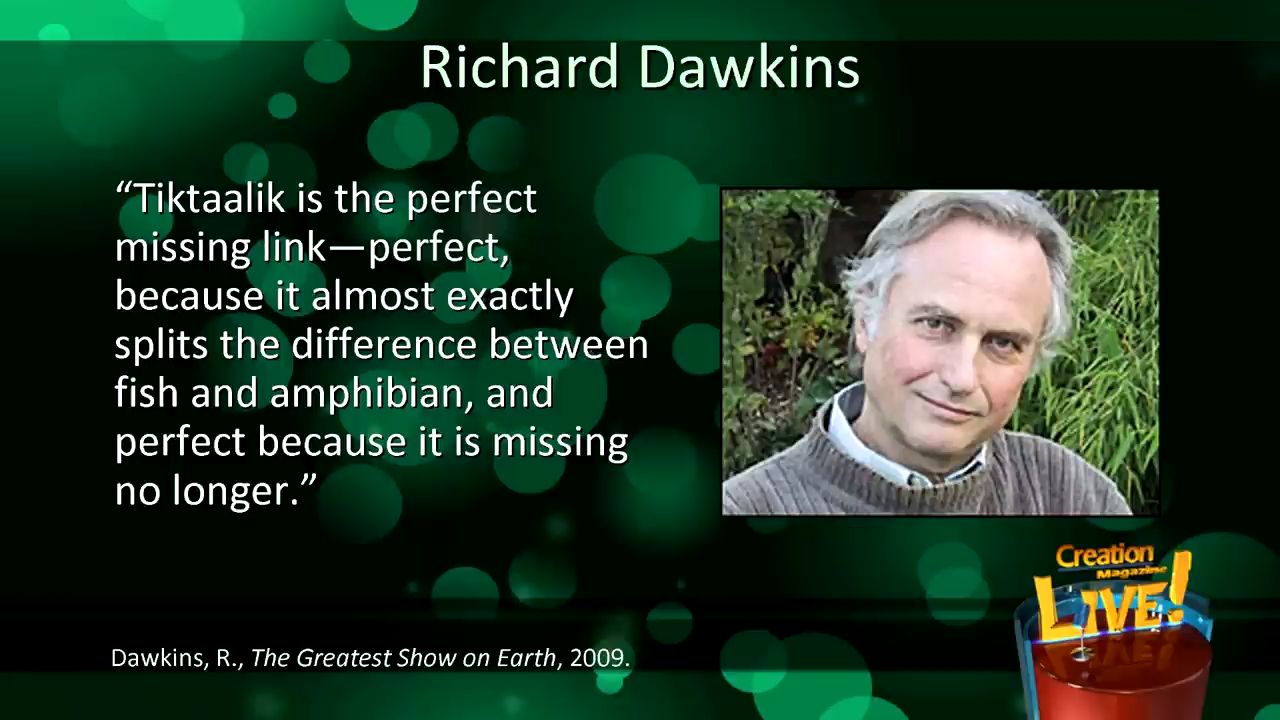 Richard Dawkins
“Tiktaalik is the perfect
missing link—perfect,
because it almost exactly
splits the difference between
fish and amphibian, and
perfect because it is missing
no longer.”
Creation
Magazine
LIVE!
Dawkins, R., The Greatest Show on Earth, 2009.